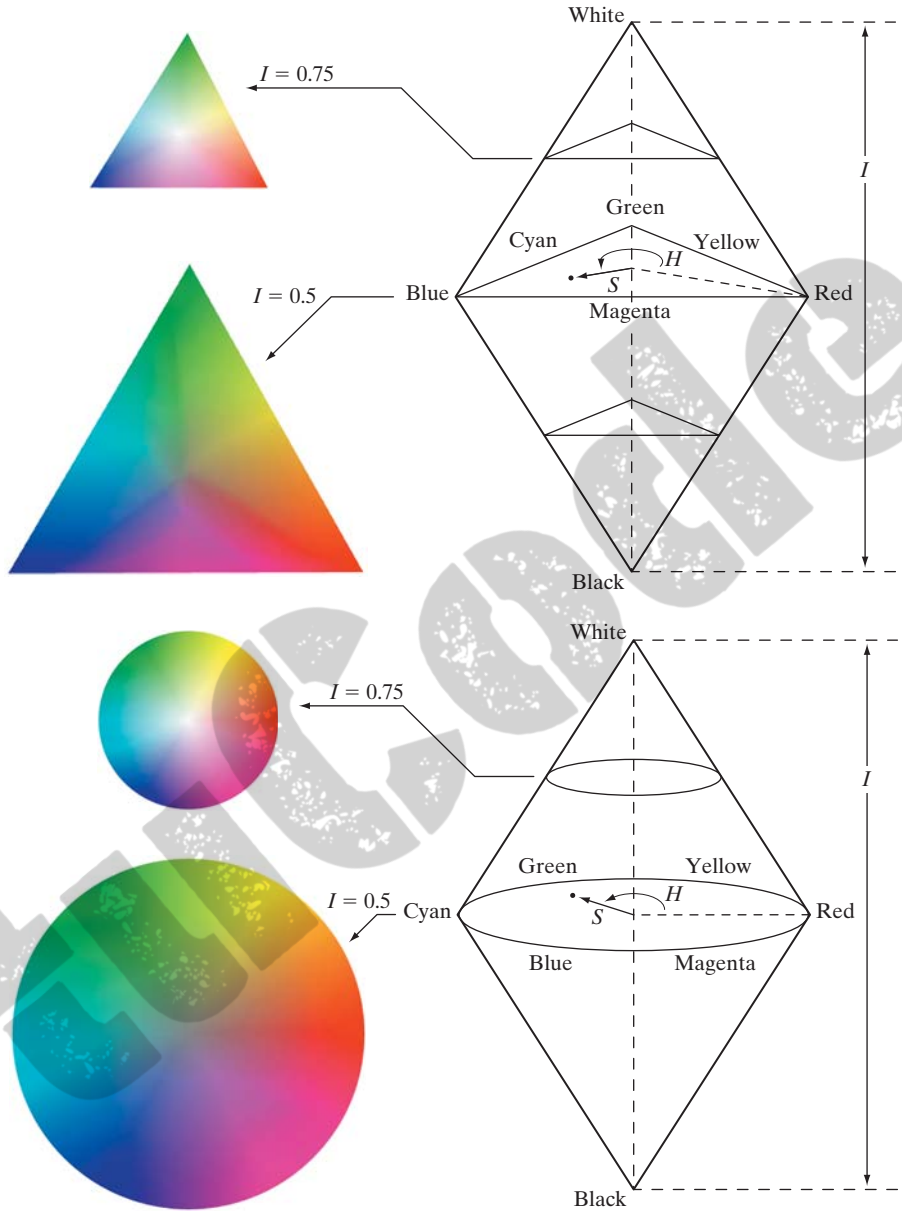 White
I = 0.75
I
Green
Cyan
Yellow
H
I = 0.5
Blue
S
Red
Magenta
Black
White
I = 0.75
I
Green
Yellow
I = 0.5
Cyan
H
S
Red
Blue
Magenta
Black